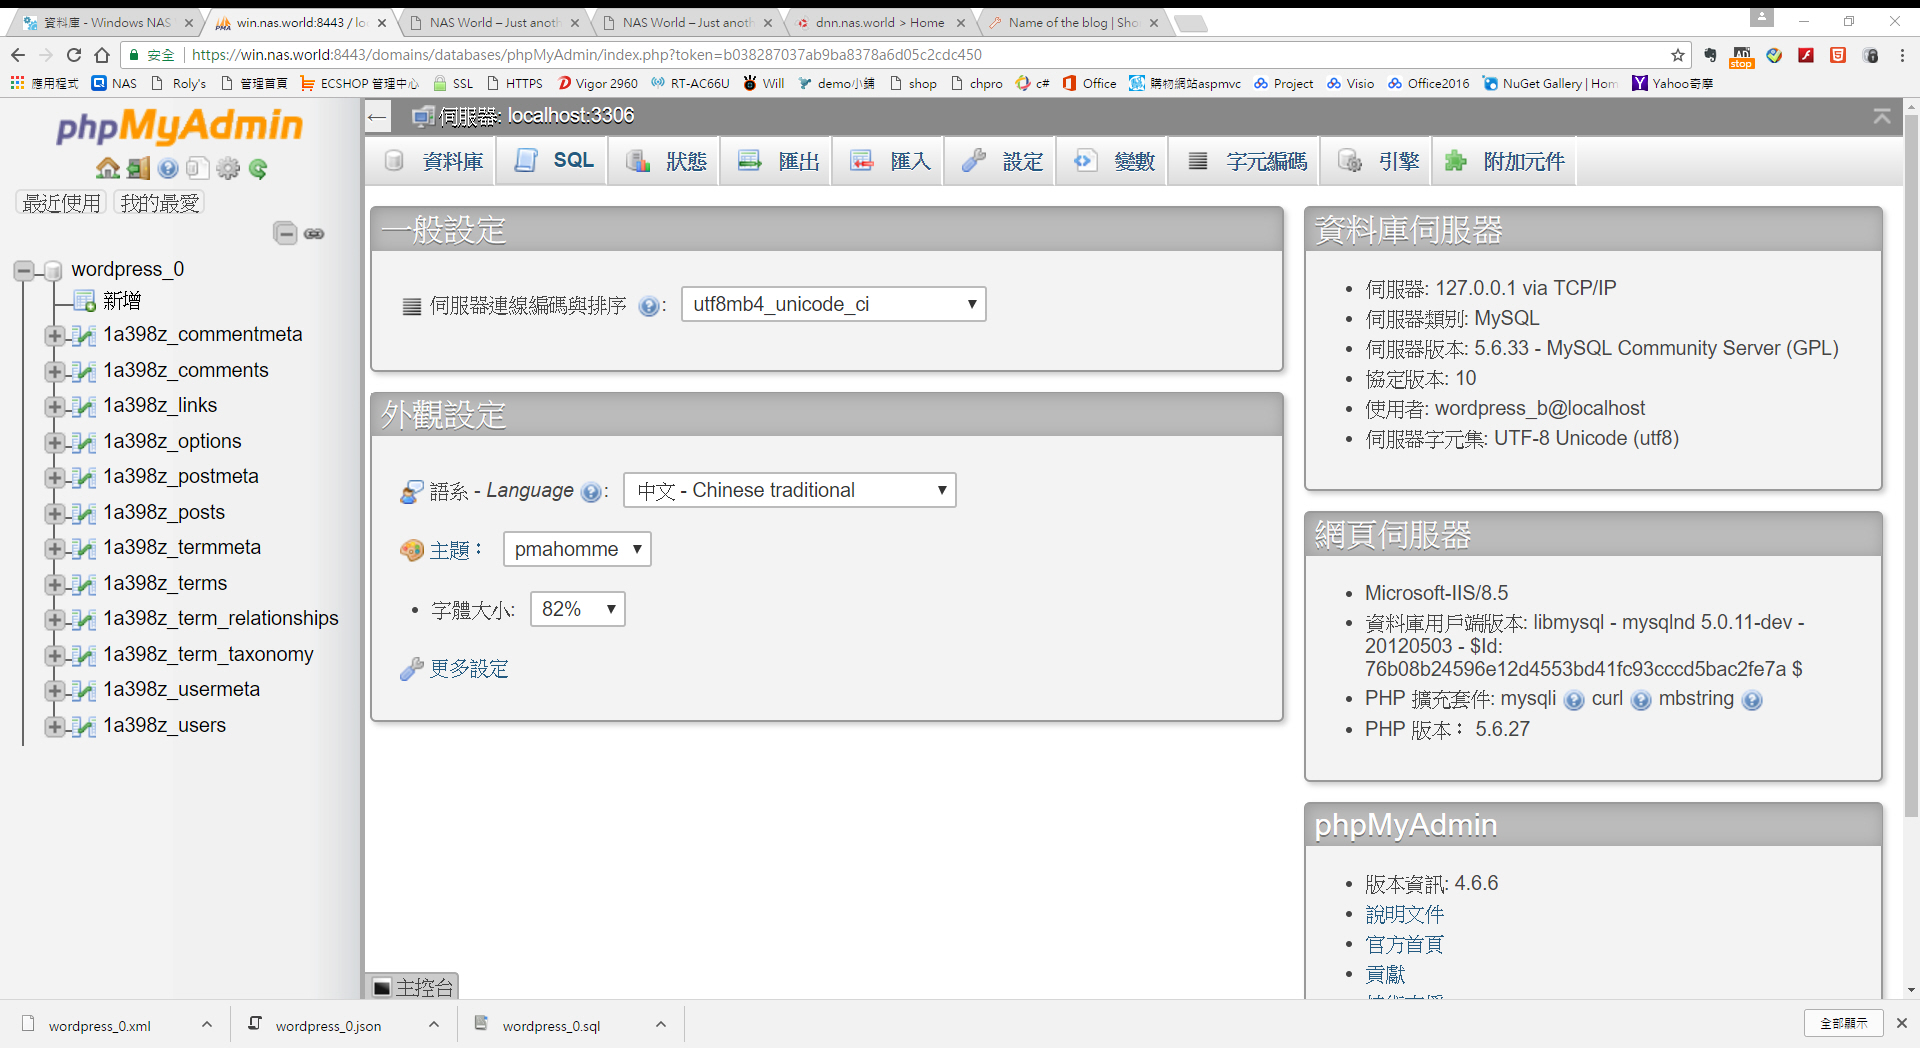 資料庫 - Windows NAS
win.nas.world:8443 / lo
NAS World – Just anoth
NAS World – Just anoth
dnn.nas.world > Home
Name of the blog | Sho
安全 | https://win.nas.world:8443/domains/databases/phpMyAdmin/index.php?token=b038287037ab9ba8378a6d05c2cdc450
應用程式 NAS Roly's 管理首頁 ECSHOP 管理中心 SSL HTTPS Vigor 2960 RT-AC66U Will demo小舖 shop chpro c# Office 購物網站aspmvc Project Visio Office2016 NuGet Gallery | Hom Yahoo奇摩
phpMyAdmin
最近使用 我的最愛
wordpress_0
新增
1a398z_commentmeta
1a398z_comments
1a398z_links
1a398z_options
1a398z_postmeta
1a398z_posts
1a398z_termmeta
1a398z_terms
1a398z_term_relationships
1a398z_term_taxonomy
1a398z_usermeta
1a398z_users
伺服器: localhost:3306
資料庫 SQL 狀態 匯出 匯入 設定 變數 字元編碼 引擎 附加元件
一般設定
伺服器連線編碼與排序 : utf8mb4_unicode_ci
外觀設定
語系 - Language : 中文 - Chinese traditional
主題： pmahomme
字體大小: 82%
更多設定
資料庫伺服器
伺服器: 127.0.0.1 via TCP/IP
伺服器類別: MySQL
伺服器版本: 5.6.33 - MySQL Community Server (GPL)
協定版本: 10
使用者: wordpress_b@localhost
伺服器字元集: UTF-8 Unicode (utf8)
網頁伺服器
Microsoft-IIS/8.5
資料庫用戶端版本: libmysql - mysqlnd 5.0.11-dev -
20120503 - $Id:
76b08b24596e12d4553bd41fc93cccd5bac2fe7a $
PHP 擴充套件: mysqli curl mbstring
PHP 版本： 5.6.27
phpMyAdmin
版本資訊: 4.6.6
說明文件
官方首頁
貢獻
主控台
wordpress_0.xml
wordpress_0.json
wordpress_0.sql
全部顯示